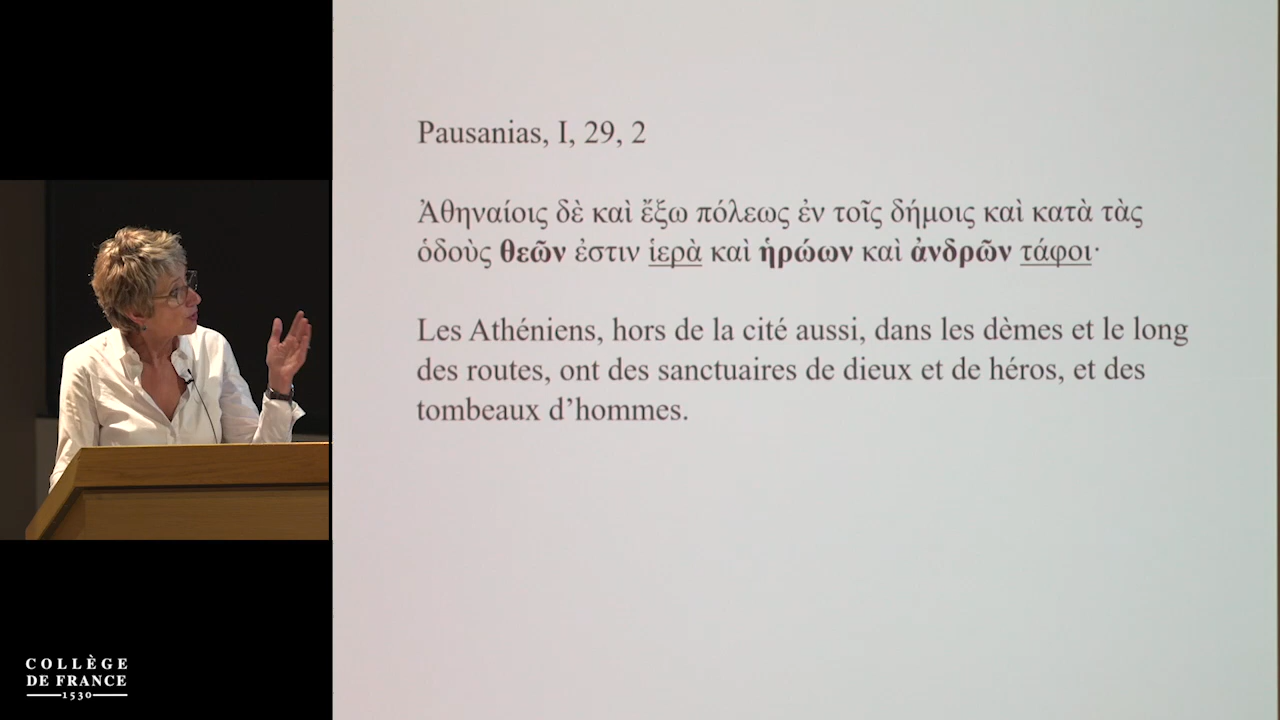 Pausanias, I, 29, 2
Ἀθηναίοις δὲ καὶ ἔξω πόλεως ἐν τοῖς δήμοις καὶ κατὰ τὰς
ὁδοὺς θεῶν ἐστιν ἱερὰ καὶ ἡρώων καὶ ἀνδρῶν τάφοι·
Les Athéniens, hors de la cité aussi, dans les dèmes et le long
des routes, ont des sanctuaires de dieux et de héros, et des
tombeaux d’hommes.
COLLÈGE
DE FRANCE
1530